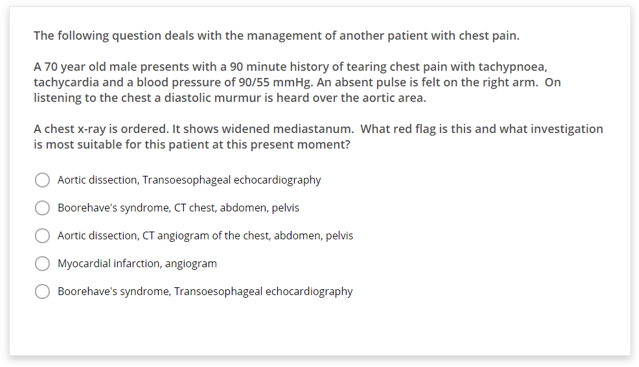 The following question deals with the management of another patient with chest pain.
A 70 year old male presents with a 90 minute history of tearing chest pain with tachypnoea,
tachycardia and a blood pressure of 90/55 mmHg. An absent pulse is felt on the right arm.  On
listening to the chest a diastolic murmur is heard over the aortic area.
A chest x-ray is ordered. It shows widened mediastanum.  What red flag is this and what investigation
is most suitable for this patient at this present moment?
Aortic dissection, Transoesophageal echocardiography
Boorehave's syndrome, CT chest, abdomen, pelvis
Aortic dissection, CT angiogram of the chest, abdomen, pelvis
Myocardial infarction, angiogram
Boorehave's syndrome, Transoesophageal echocardiography